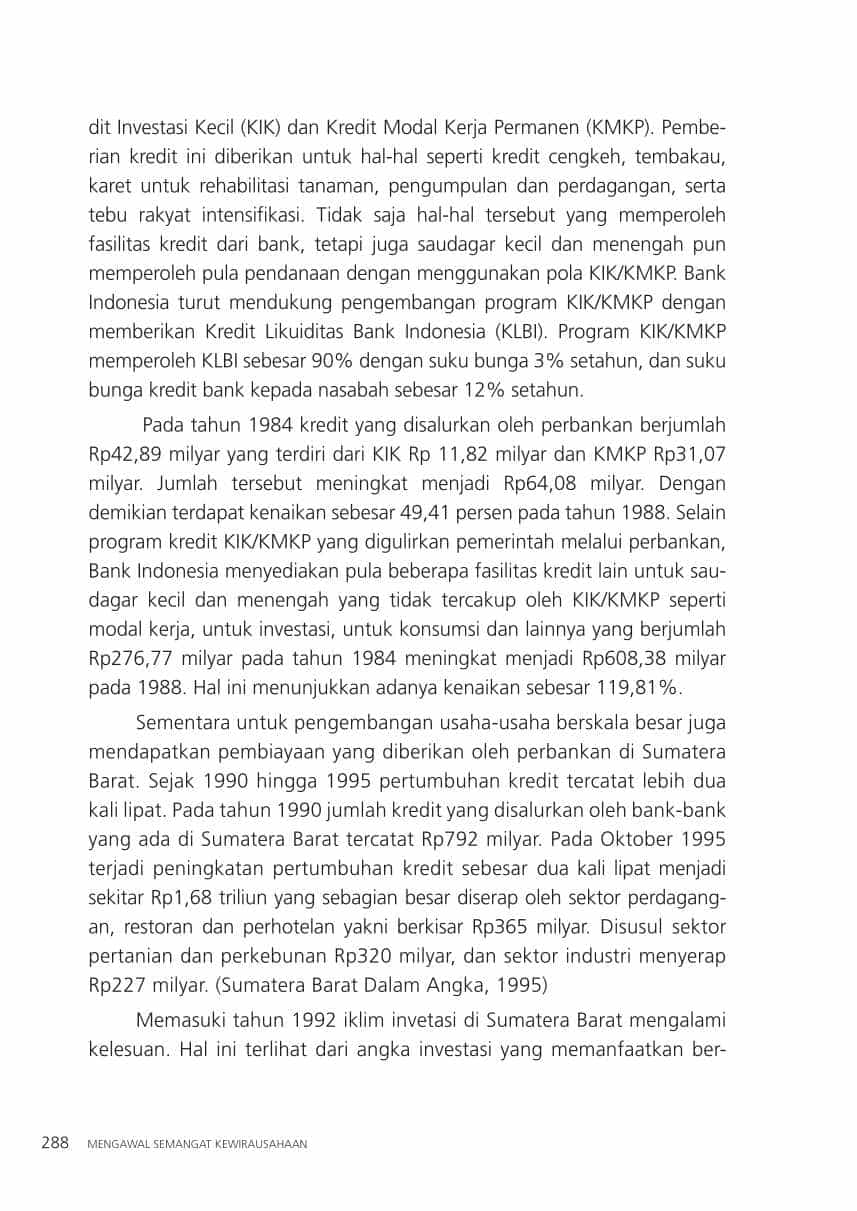 dit Investasi Kecil (KIK) dan Kredit Modal Kerja Permanen (KMKP). Pembe-
rian kredit ini diberikan untuk hal-hal seperti kredit cengkeh, tembakau,
karet untuk rehabilitasi tanaman, pengumpulan dan perdagangan, serta
tebu rakyat intensifikasi. Tidak saja hal-hal tersebut yang memperoleh
fasilitas kredit dari bank, tetapi juga saudagar kecil dan menengah pun
memperoleh pula pendanaan dengan menggunakan pola KIK/KMKP. Bank
Indonesia turut mendukung pengembangan program KIK/KMKP dengan
memberikan Kredit Likuiditas Bank Indonesia (KLBI). Program KIK/KMKP
memperoleh KLBI sebesar 90% dengan suku bunga 3% setahun, dan suku
bunga kredit bank kepada nasabah sebesar 12% setahun.
Pada tahun 1984 kredit yang disalurkan oleh perbankan berjumlah
Rp42,89 milyar yang terdiri dari KIK Rp 11,82 milyar dan KMKP Rp31,07
milyar. Jumlah tersebut meningkat menjadi Rp64,08 milyar. Dengan
demikian terdapat kenaikan sebesar 49,41 persen pada tahun 1988. Selain
program kredit KIK/KMKP yang digulirkan pemerintah melalui perbankan,
Bank Indonesia menyediakan pula beberapa fasilitas kredit lain untuk sau-
dagar kecil dan menengah yang tidak tercakup oleh KIK/KMKP seperti
modal kerja, untuk investasi, untuk konsumsi dan lainnya yang berjumlah
Rp276,77 milyar pada tahun 1984 meningkat menjadi Rp608,38 milyar
pada 1988. Hal ini menunjukkan adanya kenaikan sebesar 119,81%.
Sementara untuk pengembangan usaha-usaha berskala besar juga
mendapatkan pembiayaan yang diberikan oleh perbankan di Sumatera
Barat. Sejak 1990 hingga 1995 pertumbuhan kredit tercatat lebih dua
kali lipat. Pada tahun 1990 jumlah kredit yang disalurkan oleh bank-bank
yang ada di Sumatera Barat tercatat Rp792 milyar. Pada Oktober 1995
terjadi peningkatan pertumbuhan kredit sebesar dua kali lipat menjadi
sekitar Rp1,68 triliun yang sebagian besar diserap oleh sektor perdagang-
an, restoran dan perhotelan yakni berkisar Rp365 milyar. Disusul sektor
pertanian dan perkebunan Rp320 milyar, dan sektor industri menyerap
Rp227 milyar. (Sumatera Barat Dalam Angka, 1995)
Memasuki tahun 1992 iklim invetasi di Sumatera Barat mengalami
kelesuan. Hal ini terlihat dari angka investasi yang memanfaatkan ber-
288 MENGAWAL SEMANGAT KEWIRAUSAHAAN